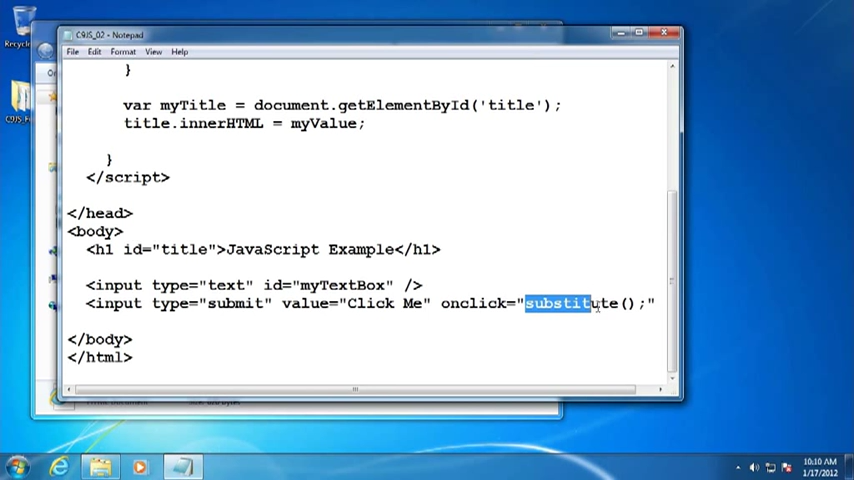 Recycl
C9JS_Fi
C9JS_02 - Notepad
File Edit Format View Help
}
var myTitle = document.getElementById('title');
title.innerHTML = myValue;
}
</script>
</head>
<body>
<h1 id="title">JavaScript Example</h1>
<input type="text" id="myTextBox" />
<input type="submit" value="Click Me" onclick="substitute();"
</body>
</html>
10:10 AM
1/17/2012